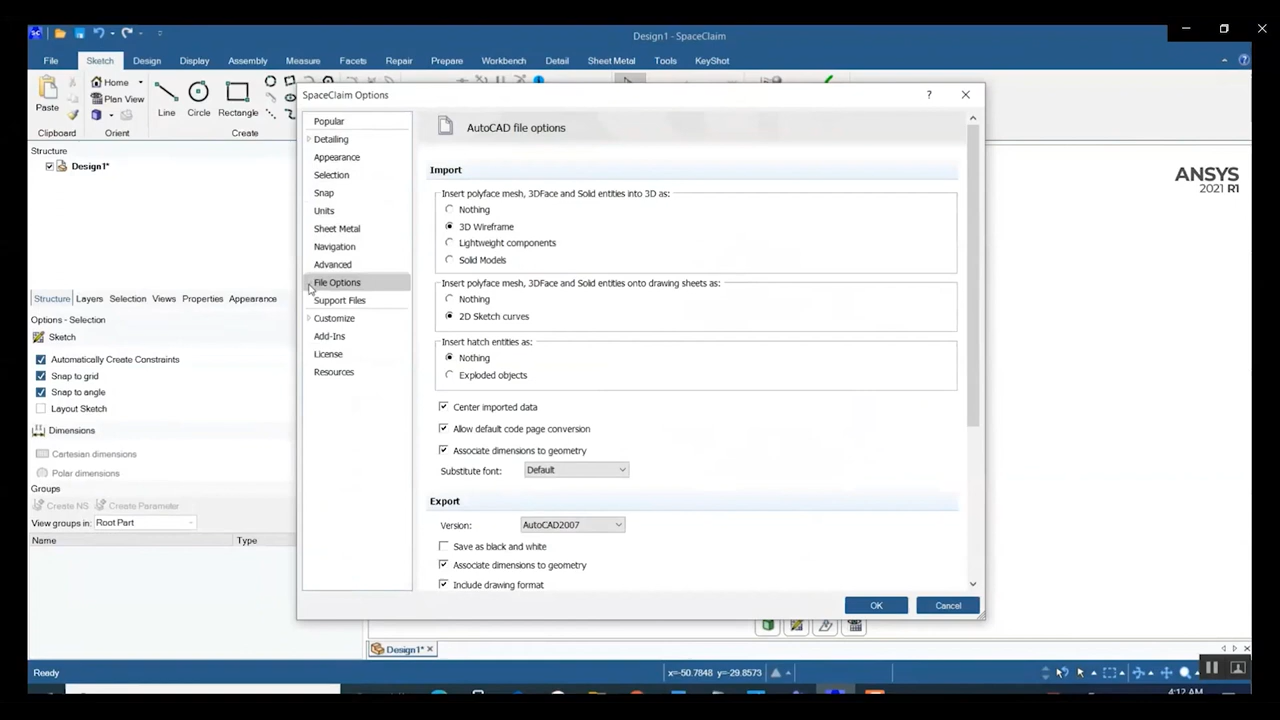 Design1 - SpaceClaim
File Sketch Design Display Assembly Measure Facets Repair Prepare Workbench Detail Sheet Metal Tools KeyShot
Home
Plan View
Paste
Line Circle Rectangle
Clipboard Orient Create
Structure
Design1*
ANSYS
2021 R1
Structure Layers Selection Views Properties Appearance
Options - Selection
Sketch
Automatically Create Constraints
Snap to grid
Snap to angle
Layout Sketch
Dimensions
Cartesian dimensions
Polar dimensions
Groups
Create NS Create Parameter
View groups in: Root Part
Name Type
SpaceClaim Options
Popular
Detailing
Appearance
Selection
Snap
Units
Sheet Metal
Navigation
Advanced
File Options
Support Files
Customize
Add-Ins
License
Resources
AutoCAD file options
Import
Insert polyface mesh, 3DFace and Solid entities into 3D as:
Nothing
3D Wireframe
Lightweight components
Solid Models
Insert polyface mesh, 3DFace and Solid entities onto drawing sheets as:
Nothing
2D Sketch curves
Insert hatch entities as:
Nothing
Exploded objects
Center imported data
Allow default code page conversion
Associate dimensions to geometry
Substitute font: Default
Export
Version: AutoCAD2007
Save as black and white
Associate dimensions to geometry
Include drawing format
OK Cancel
Design1*
Ready
x=-50.7848 y=-29.8573
4:12 AM